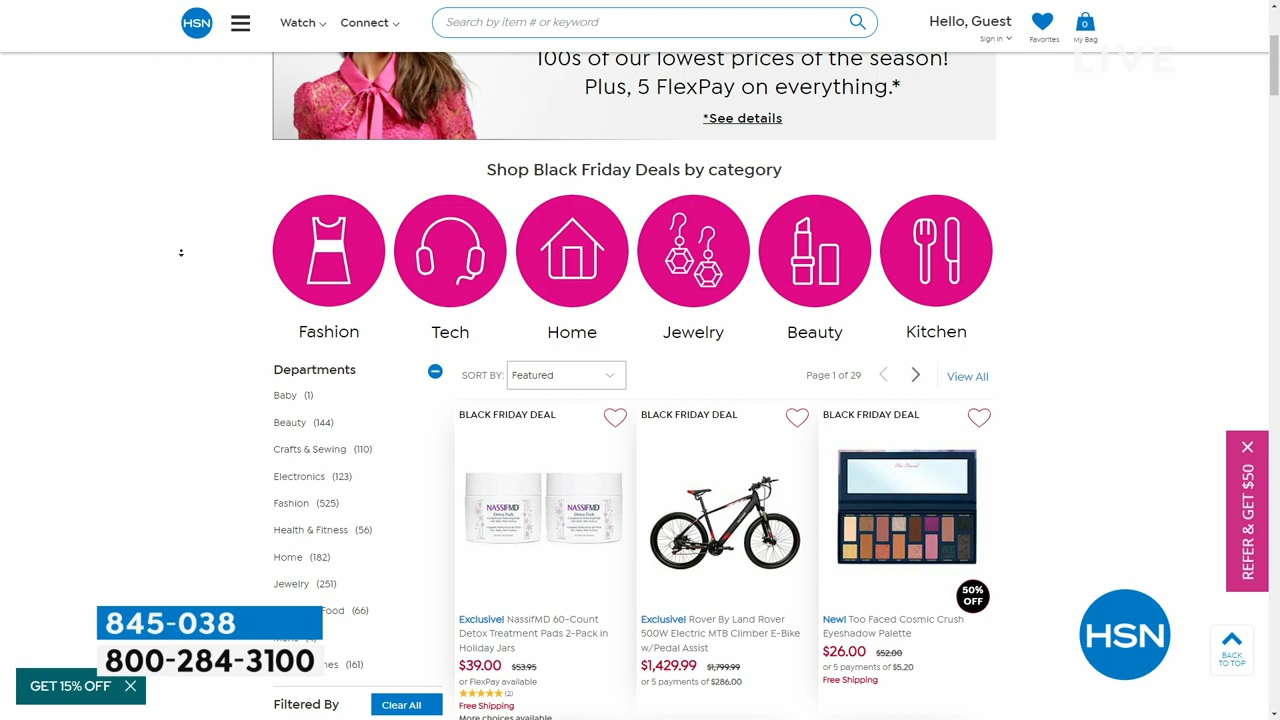 HSN
Watch
Connect
Search by item # or keyword
Hello, Guest
Sign In
Favorites
0
My Bag
LIVE
100s of our lowest prices of the season!
Plus, 5 FlexPay on everything.*
*See details
Shop Black Friday Deals by category
Fashion
Tech
Home
Jewelry
Beauty
Kitchen
Departments
Baby (1)
Beauty (144)
Crafts & Sewing (110)
Electronics (123)
Fashion (525)
Health & Fitness (56)
Home (182)
Jewelry (251)
Food (66)
(161)
Filtered By
Clear All
SORT BY:
Featured
Page 1 of 29
View All
BLACK FRIDAY DEAL
NASSIFMD
Detox Pads
NASSIFMD
Detox Pads
Exclusive! NassifMD 60-Count
Detox Treatment Pads 2-Pack in
Holiday Jars
$39.00 $53.95
or FlexPay available
(2)
Free Shipping
More choices available
BLACK FRIDAY DEAL
Exclusive! Rover By Land Rover
500W Electric MTB Climber E-Bike
w/Pedal Assist
$1,429.99 $1,799.99
or 5 payments of $286.00
BLACK FRIDAY DEAL
Too Faced
50%
OFF
New! Too Faced Cosmic Crush
Eyeshadow Palette
$26.00 $52.00
or 5 payments of $5.20
Free Shipping
REFER & GET $50
HSN
BACK
TO TOP
845-038
800-284-3100
GET 15% OFF